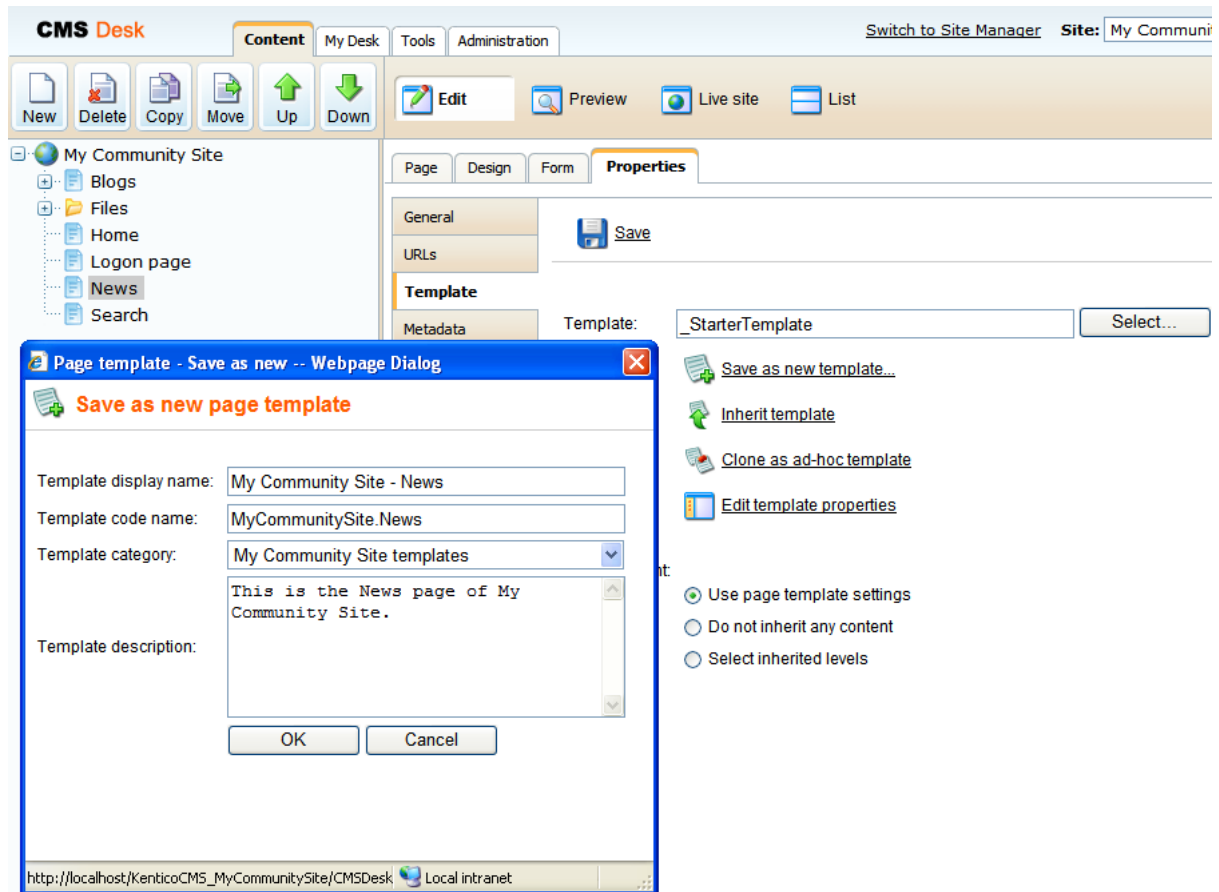 CMS Desk
Content My Desk Tools Administration
Switch to Site Manager Site: My Communi
New Delete Copy Move Up Down
Edit Preview Live site List
My Community Site
Blogs
Files
Home
Logon page
News
Search
Page Design Form Properties
General
URLs
Template
Metadata
Save
Template: _StarterTemplate Select...
Save as new template...
Inherit template
Clone as ad-hoc template
Edit template properties
Use page template settings
Do not inherit any content
Select inherited levels
Page template - Save as new -- Webpage Dialog
Save as new page template
Template display name: My Community Site - News
Template code name: MyCommunitySite.News
Template category: My Community Site templates
Template description: This is the News page of My
Community Site.
OK Cancel
http://localhost/KenticoCMS_MyCommunitySite/CMSDesk Local intranet